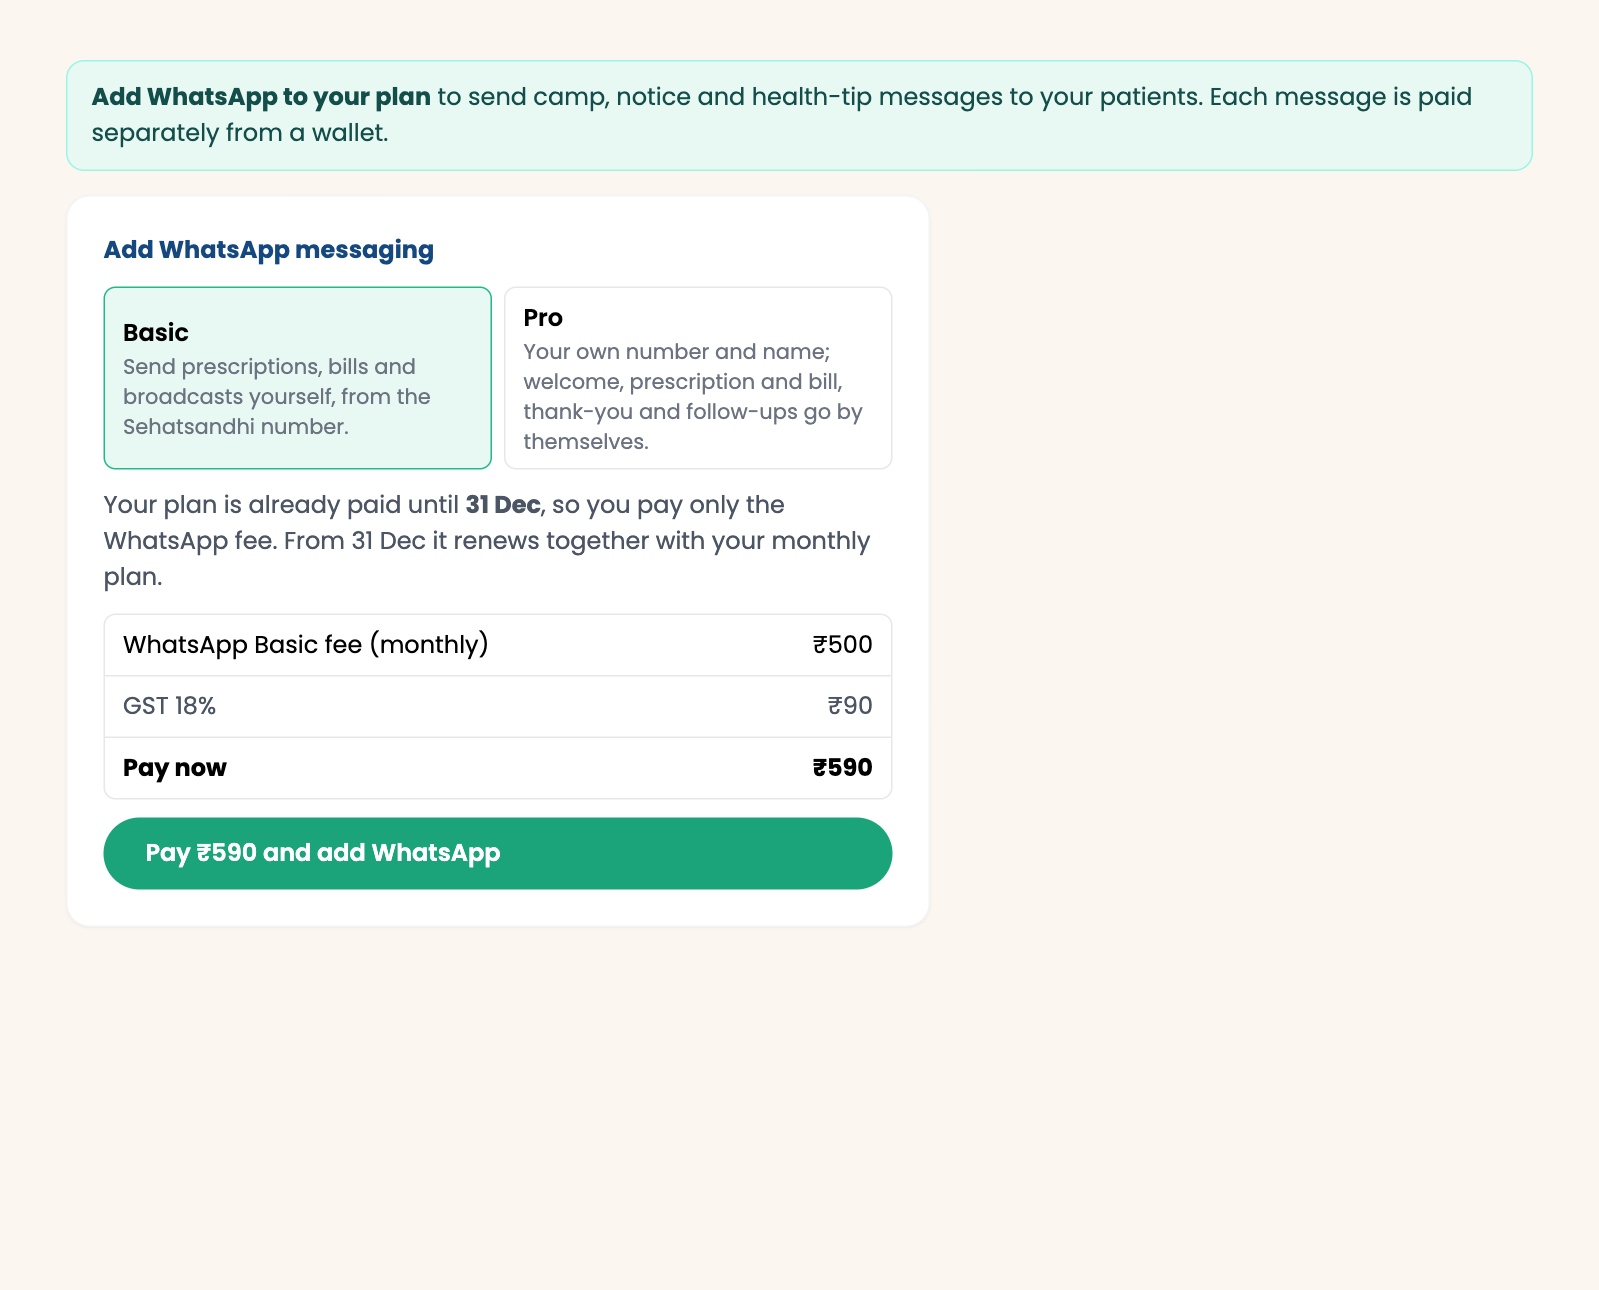 Add WhatsApp to your plan to send camp, notice and health-tip messages to your patients. Each message is paid
separately from a wallet.
Add WhatsApp messaging
Basic
Send prescriptions, bills and
broadcasts yourself, from the
Sehatsandhi number.
Pro
Your own number and name;
welcome, prescription and bill,
thank-you and follow-ups go by
themselves.
Your plan is already paid until 31 Dec, so you pay only the
WhatsApp fee. From 31 Dec it renews together with your monthly
plan.
WhatsApp Basic fee (monthly) ₹500
GST 18% ₹90
Pay now ₹590
Pay ₹590 and add WhatsApp